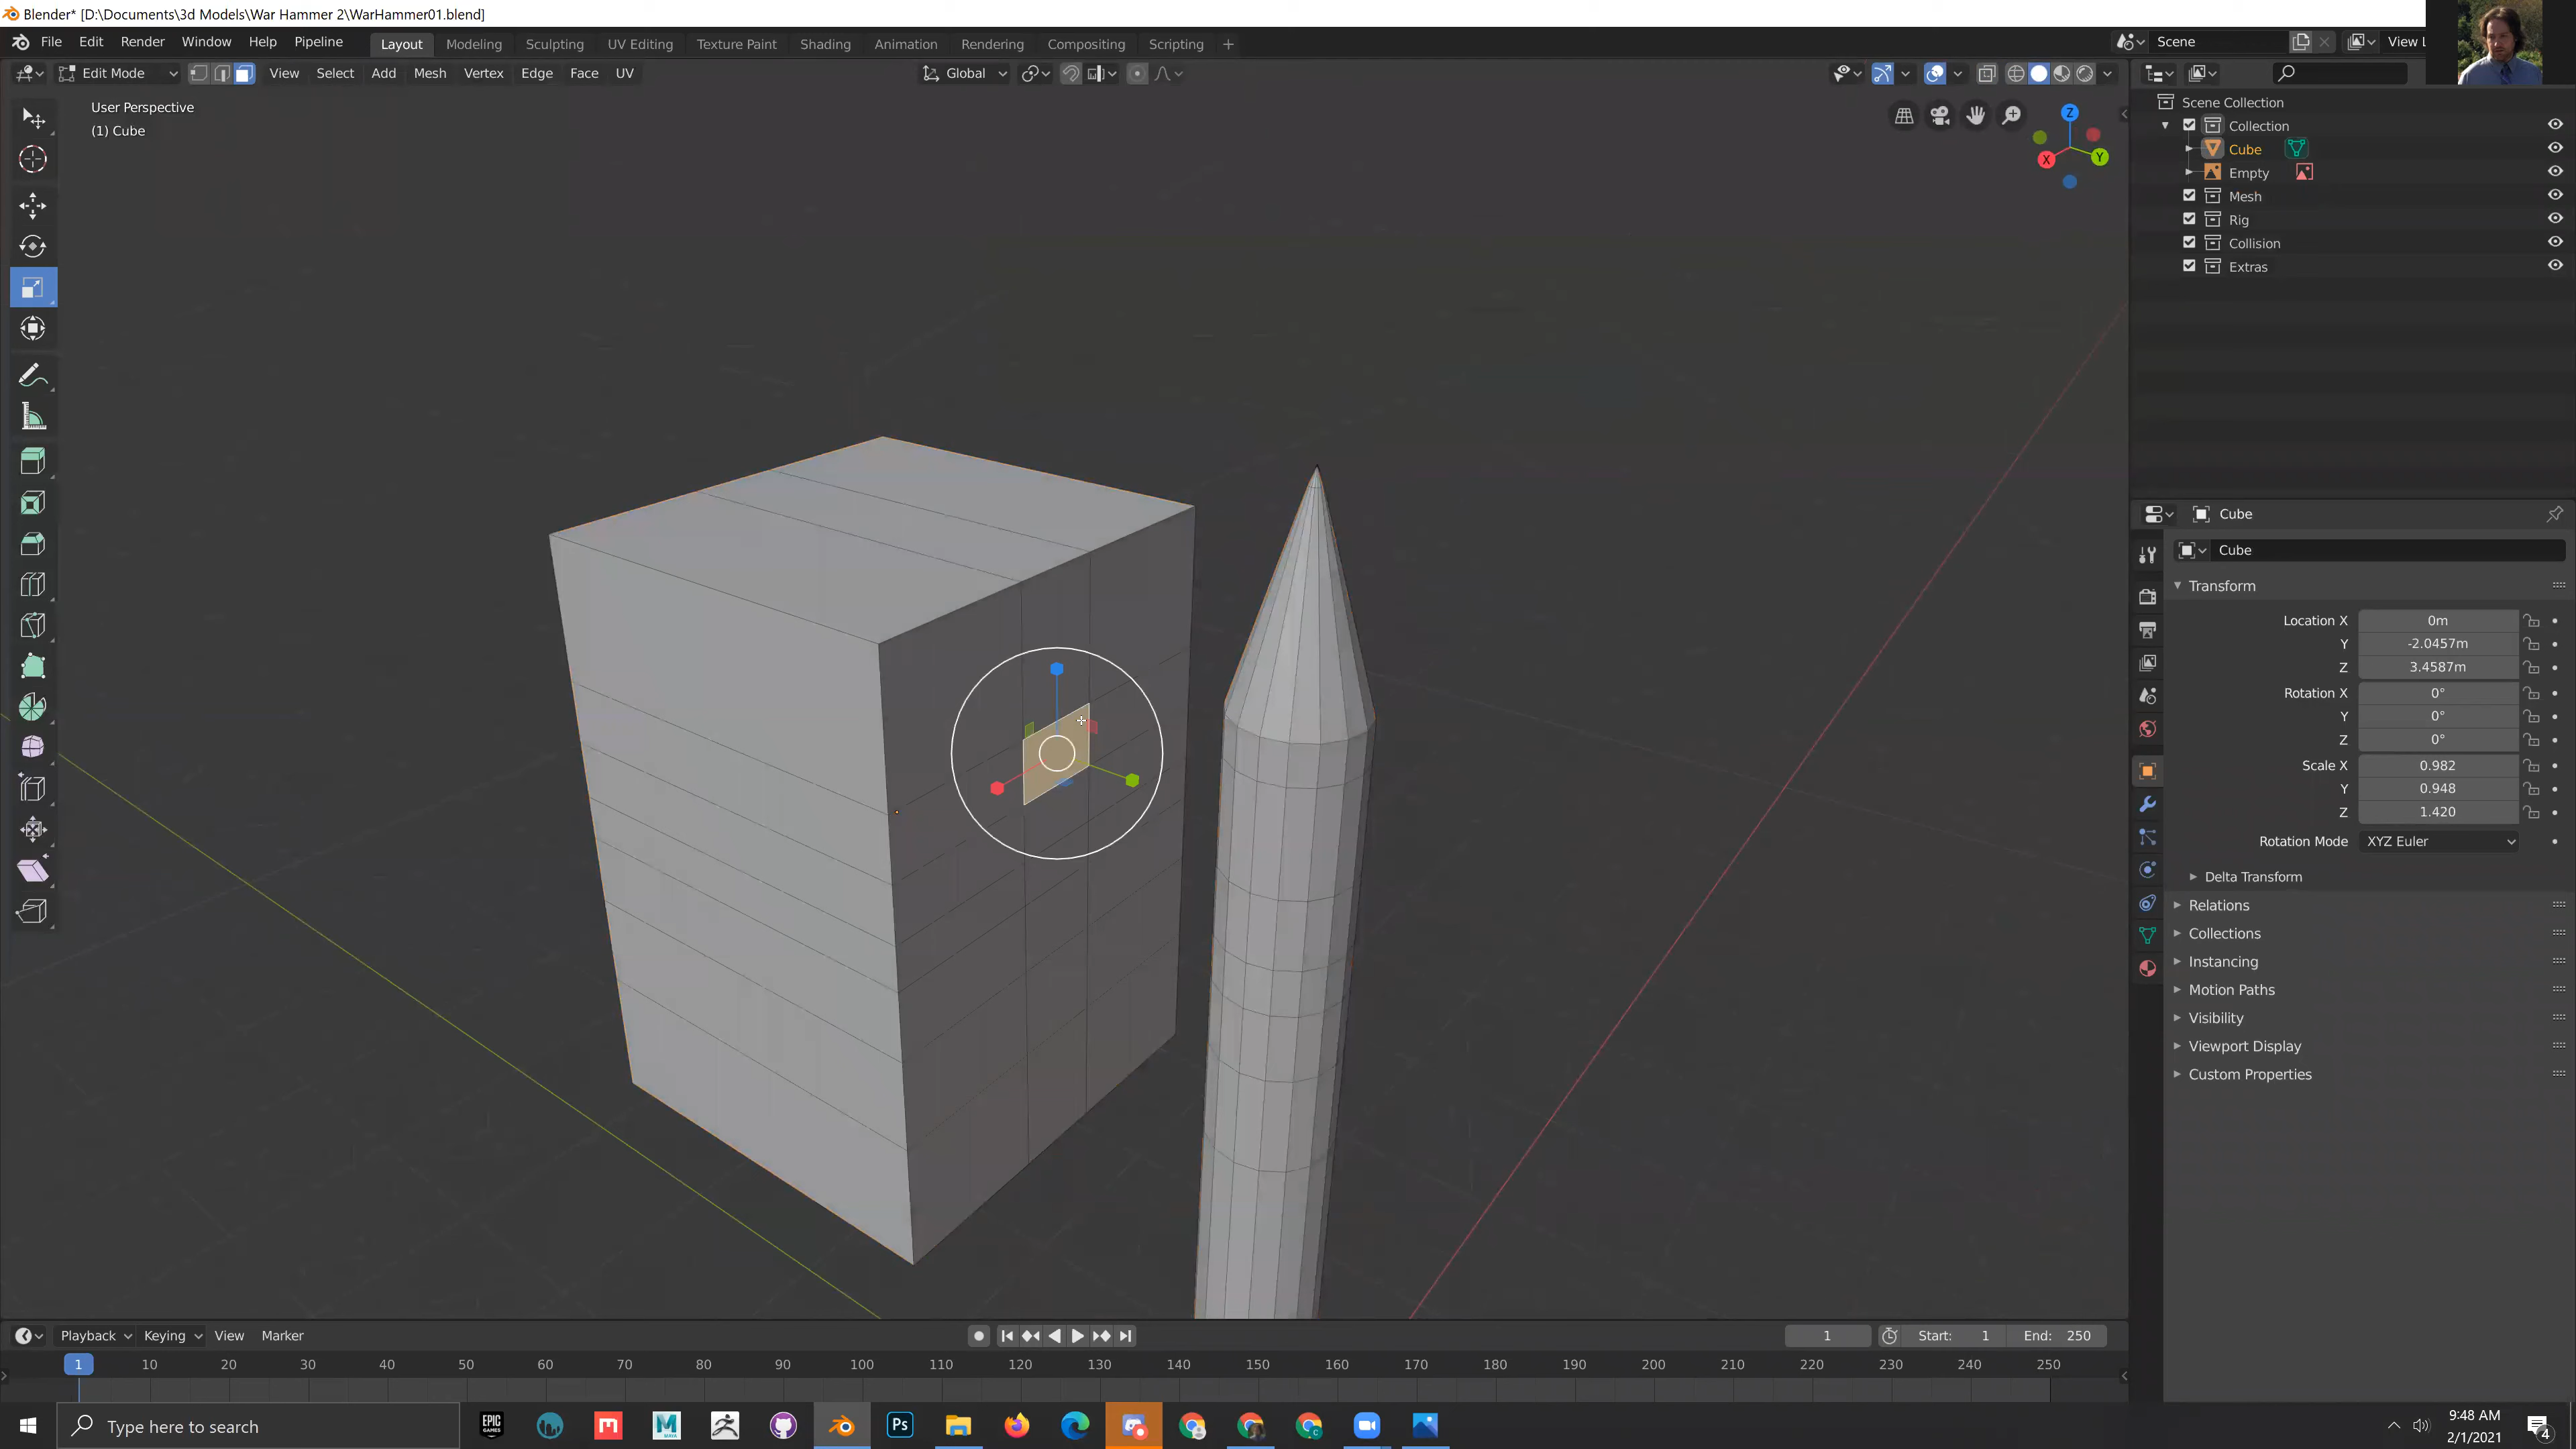 Blender* [D:\Documents\3d Models\War Hammer 2\WarHammer01.blend]
File Edit Render Window Help Pipeline Layout Modeling Sculpting UV Editing Texture Paint Shading Animation Rendering Compositing Scripting + Scene View L
Edit Mode View Select Add Mesh Vertex Edge Face UV Global
User Perspective
(1) Cube
Z
X
Y
Scene Collection
Collection
Cube
Empty
Mesh
Rig
Collision
Extras
Cube
Cube
Transform
Location X 0m
Y -2.0457m
Z 3.4587m
Rotation X 0°
Y 0°
Z 0°
Scale X 0.982
Y 0.948
Z 1.420
Rotation Mode XYZ Euler
Delta Transform
Relations
Collections
Instancing
Motion Paths
Visibility
Viewport Display
Custom Properties
Playback Keying View Marker 1 Start: 1 End: 250
1 10 20 30 40 50 60 70 80 90 100 110 120 130 140 150 160 170 180 190 200 210 220 230 240 250
Type here to search
EPIC GAMES
M
MAYA
Ps
C
9:48 AM
2/1/2021
4